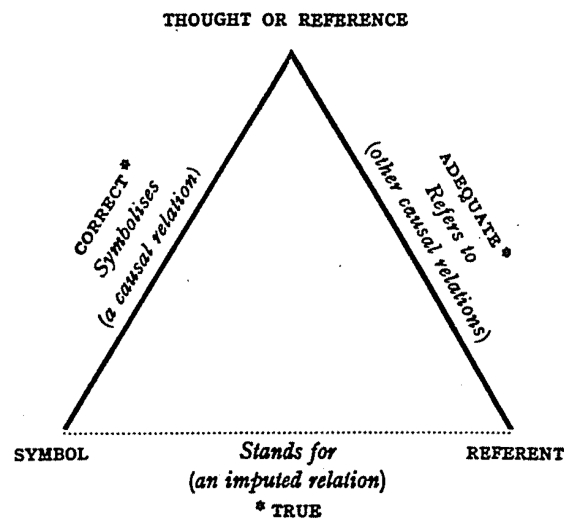 THOUGHT OR REFERENCE
CORRECT*
Symbolises
(a causal relation)
ADEQUATE*
Refers to
(other causal relations)
SYMBOL
Stands for
(an imputed relation)
* TRUE
REFERENT